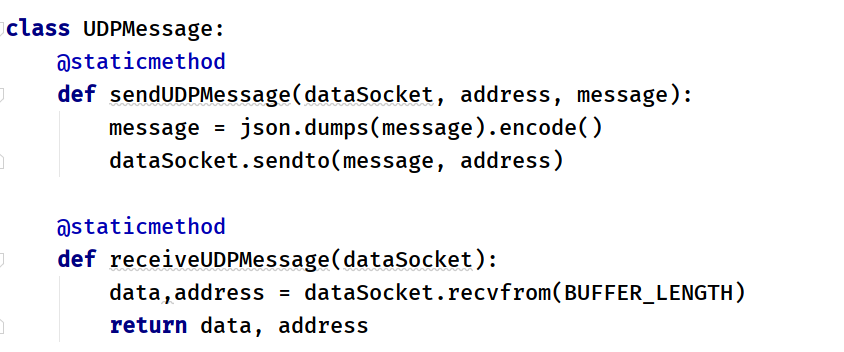 class UDPMessage:
    @staticmethod
    def sendUDPMessage(dataSocket, address, message):
        message = json.dumps(message).encode()
        dataSocket.sendto(message, address)
    @staticmethod
    def receiveUDPMessage(dataSocket):
        data,address = dataSocket.recvfrom(BUFFER_LENGTH)
        return data, address